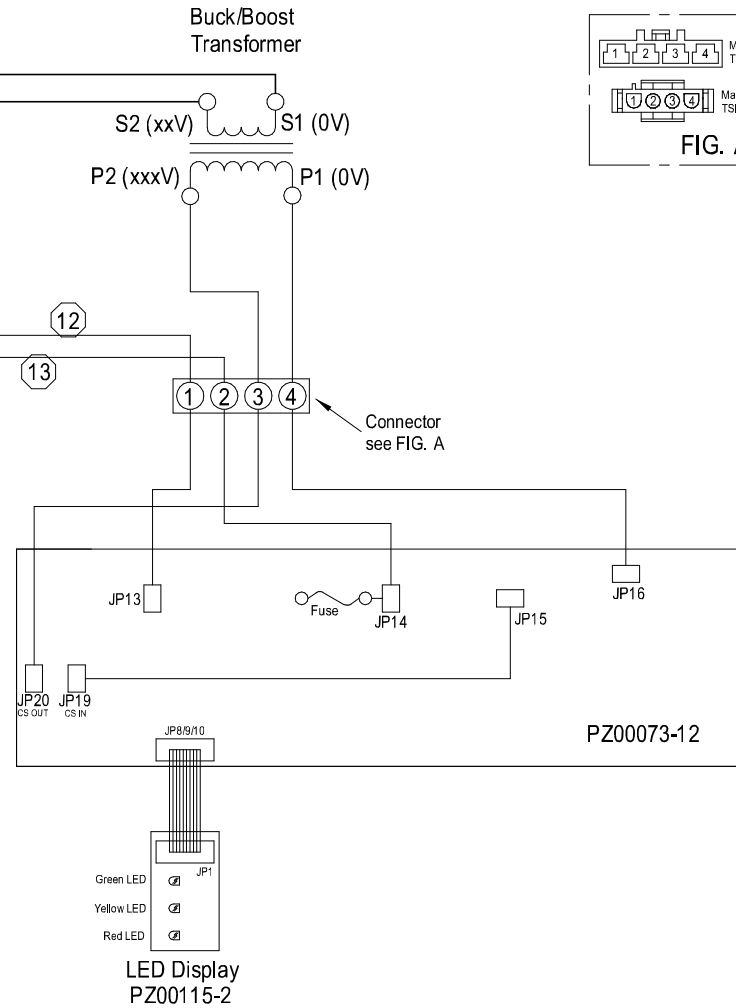 Buck/Boost
Transformer
1 2 3 4
1 2 3 4
FIG.
S2 (xxV)
S1 (0V)
P2 (xxxV)
P1 (0V)
12
13
1 2 3 4
Connector
see FIG. A
JP13
Fuse
JP14
JP15
JP16
JP20
CS OUT
JP19
CS IN
JP8/9/10
PZ00073-12
JP1
Green LED
Yellow LED
Red LED
LED Display
PZ00115-2